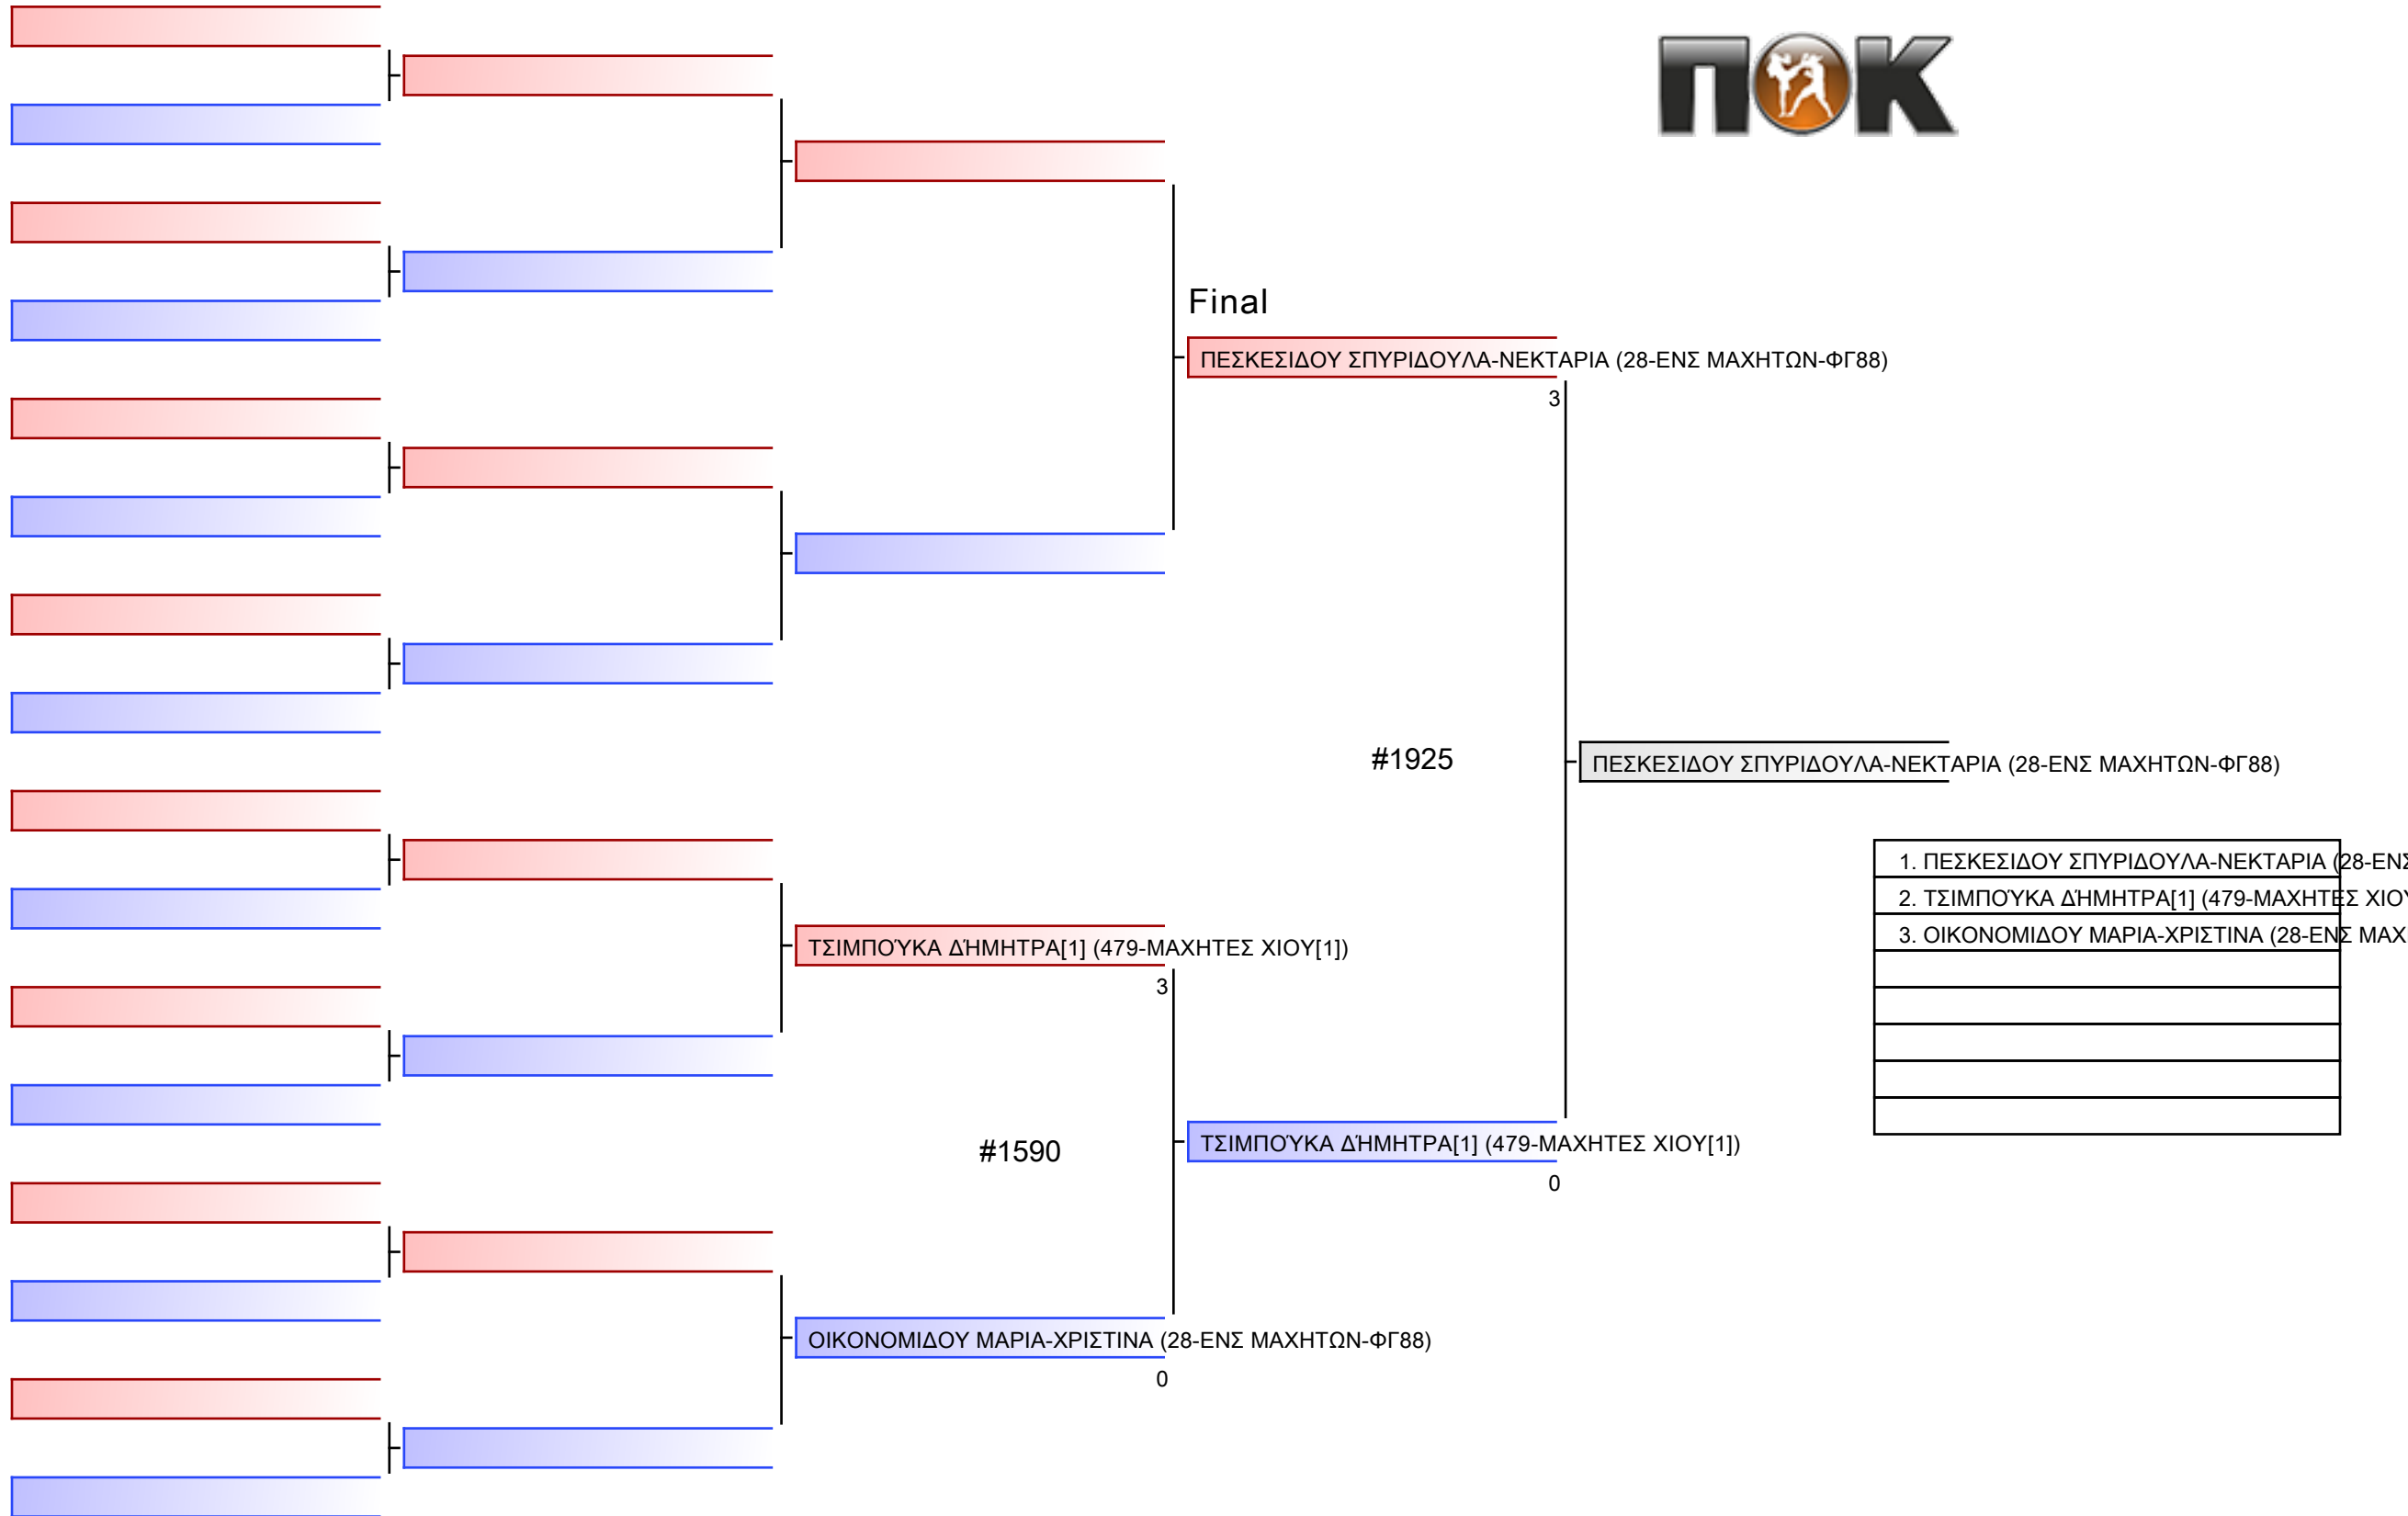 ΠΟΚ
Final
ΠΕΣΚΕΣΙΔΟΥ ΣΠΥΡΙΔΟΥΛΑ-ΝΕΚΤΑΡΙΑ (28-ΕΝΣ ΜΑΧΗΤΩΝ-ΦΓ88)
3
#1925
ΠΕΣΚΕΣΙΔΟΥ ΣΠΥΡΙΔΟΥΛΑ-ΝΕΚΤΑΡΙΑ (28-ΕΝΣ ΜΑΧΗΤΩΝ-ΦΓ88)
1. ΠΕΣΚΕΣΙΔΟΥ ΣΠΥΡΙΔΟΥΛΑ-ΝΕΚΤΑΡΙΑ (28-ΕΝΣ
2. ΤΣΙΜΠΟΎΚΑ ΔΉΜΗΤΡΑ[1] (479-ΜΑΧΗΤΕΣ ΧΙΟΥ
3. ΟΙΚΟΝΟΜΙΔΟΥ ΜΑΡΙΑ-ΧΡΙΣΤΙΝΑ (28-ΕΝΣ ΜΑΧ
ΤΣΙΜΠΟΎΚΑ ΔΉΜΗΤΡΑ[1] (479-ΜΑΧΗΤΕΣ ΧΙΟΥ[1])
3
#1590
ΤΣΙΜΠΟΎΚΑ ΔΉΜΗΤΡΑ[1] (479-ΜΑΧΗΤΕΣ ΧΙΟΥ[1])
0
ΟΙΚΟΝΟΜΙΔΟΥ ΜΑΡΙΑ-ΧΡΙΣΤΙΝΑ (28-ΕΝΣ ΜΑΧΗΤΩΝ-ΦΓ88)
0